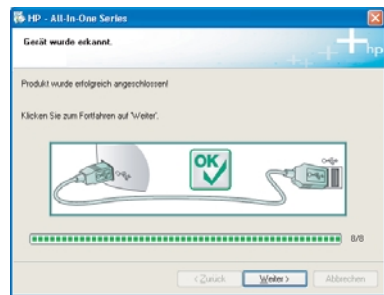 HP - All-In-One Series
Gerät wurde erkannt.
hp
Produkt wurde erfolgreich angeschlossen!
Klicken Sie zum Fortfahren auf 'Weiter'.
OK
8/8
< Zurück
Weiter >
Abbrechen